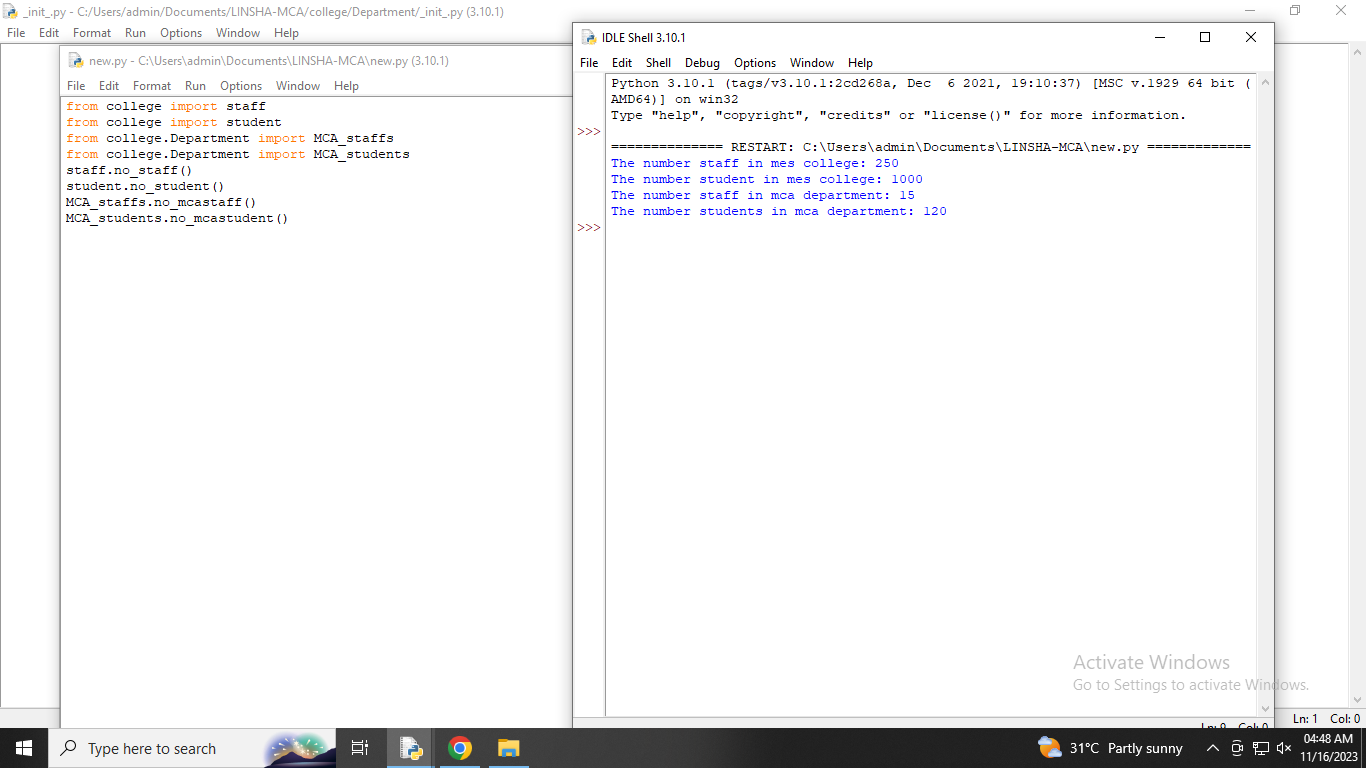 _init_.py - C:/Users/admin/Documents/LINSHA-MCA/college/Department/_init_.py (3.10.1)
File Edit Format Run Options Window Help
new.py - C:\Users\admin\Documents\LINSHA-MCA\new.py (3.10.1)
File Edit Format Run Options Window Help
from college import staff
from college import student
from college.Department import MCA_staffs
from college.Department import MCA_students
staff.no_staff()
student.no_student()
MCA_staffs.no_mcastaff()
MCA_students.no_mcastudent()
IDLE Shell 3.10.1
File Edit Shell Debug Options Window Help
Python 3.10.1 (tags/v3.10.1:2cd268a, Dec  6 2021, 19:10:37) [MSC v.1929 64 bit (
AMD64)] on win32
Type "help", "copyright", "credits" or "license()" for more information.
>>>
============== RESTART: C:\Users\admin\Documents\LINSHA-MCA\new.py =============
The number staff in mes college: 250
The number student in mes college: 1000
The number staff in mca department: 15
The number students in mca department: 120
>>>
Activate Windows
Go to Settings to activate Windows.
Ln: 9 Col: 0
Ln: 1 Col: 0
Type here to search
31°C Partly sunny
04:48 AM
11/16/2023